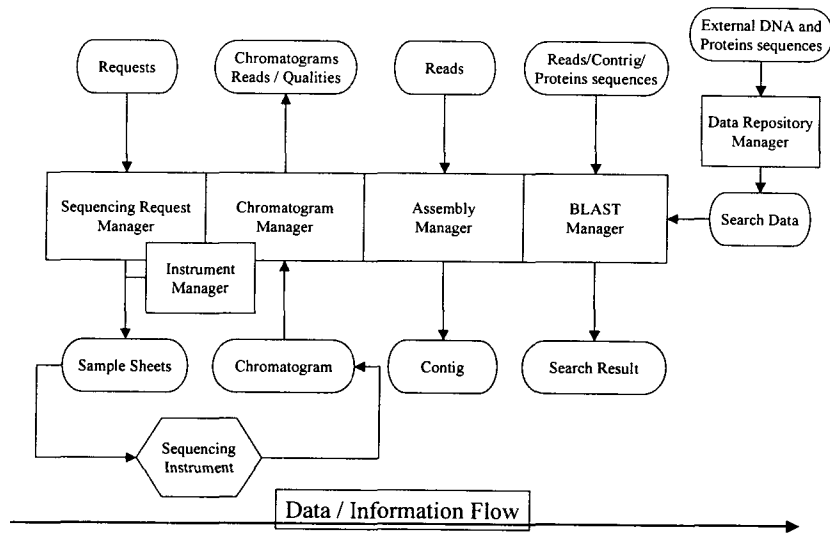 Requests
Chromatograms
Reads / Qualities
Reads
Reads/Contrig/
Proteins sequences
External DNA and
Proteins sequences
Data Repository
Manager
Sequencing Request
Manager
Chromatogram
Manager
Assembly
Manager
BLAST
Manager
Search Data
Instrument
Manager
Sample Sheets
Chromatogram
Contig
Search Result
Sequencing
Instrument
Data / Information Flow